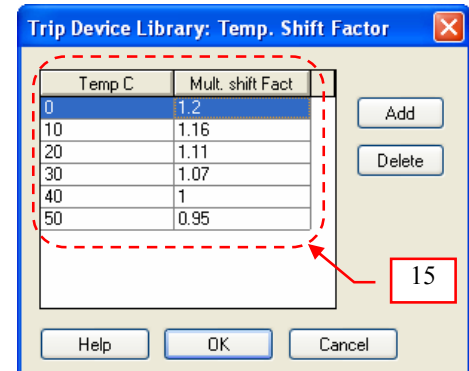 Trip Device Library: Temp. Shift Factor
Temp C Mult. shift Fact
0 1.2
10 1.16
20 1.11
30 1.07
40 1
50 0.95
Add
Delete
15
Help OK Cancel